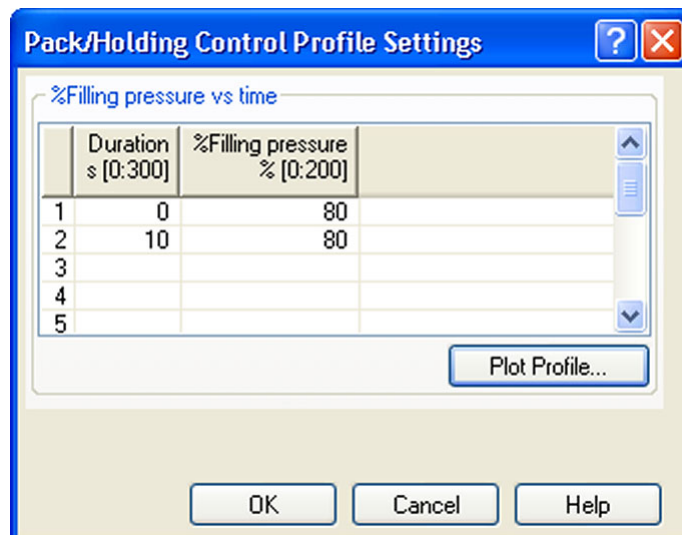 Pack/Holding Control Profile Settings
%Filling pressure vs time
Duration %Filling pressure
s [0:300] % [0:200]
1 0 80
2 10 80
3
4
5
Plot Profile...
OK Cancel Help